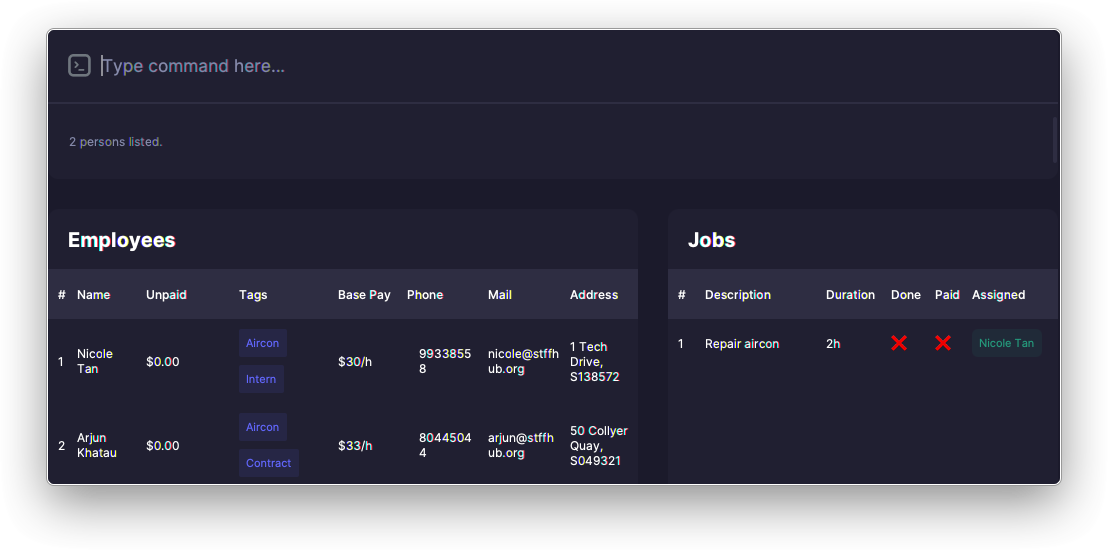 Type command here...
2 persons listed.
Employees
# Name Unpaid Tags Base Pay Phone Mail Address
1 Nicole Tan $0.00 Aircon Intern $30/h 99338558 nicole@stffhub.org 1 Tech Drive, S138572
2 Arjun Khatau $0.00 Aircon Contract $33/h 80445044 arjun@stffhub.org 50 Collyer Quay, S049321
Jobs
# Description Duration Done Paid Assigned
1 Repair aircon 2h ❌ ❌ Nicole Tan